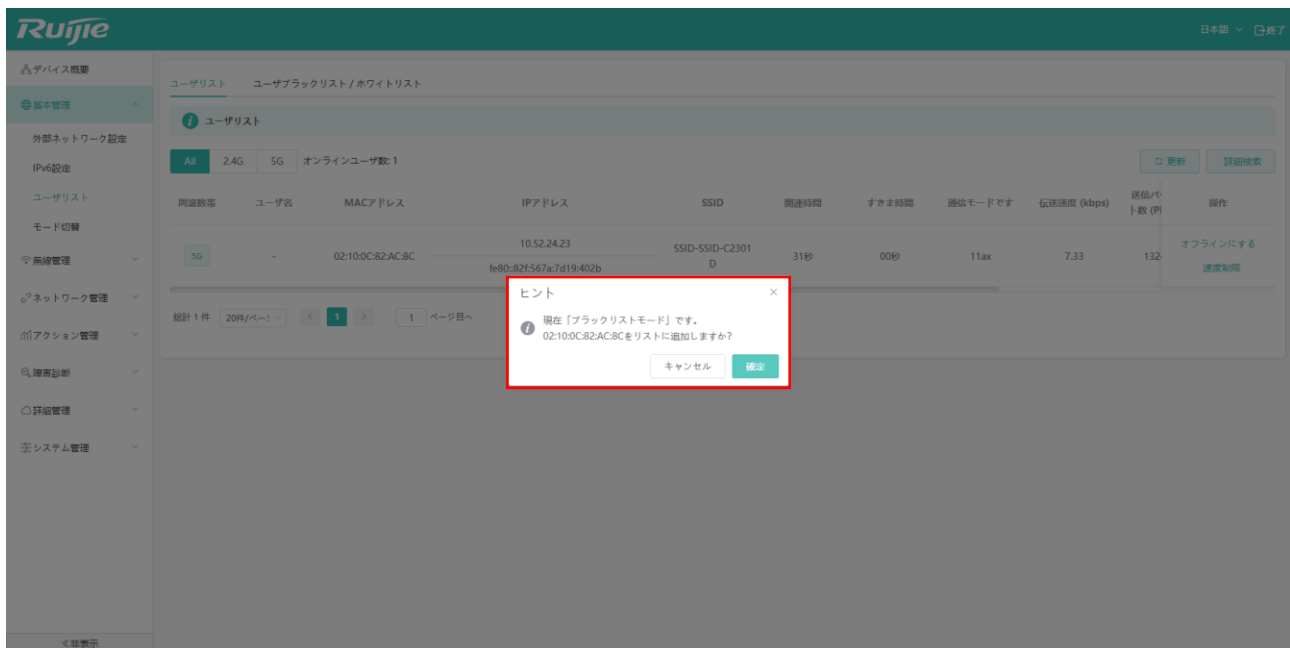 Ruijie
日本語
終了
デバイス概要
基本管理
外部ネットワーク設定
IPv6設定
ユーザリスト
モード切替
無線管理
ネットワーク管理
アクション管理
障害診断
詳細管理
システム管理
≪非表示
ユーザリスト ユーザブラックリスト / ホワイトリスト
ユーザリスト
All 2.4G 5G オンラインユーザ数: 1
更新 詳細検索
周波数帯 ユーザ名 MACアドレス IPアドレス SSID 関連時間 すきま時間 通信モードです 伝送速度 (kbps) 送信パ 操作
ト数 (P
5G - 02:10:0C:82:AC:8C 10.52.24.23 SSID-SSID-C2301 31秒 00秒 11ax 7.33 132 オフラインにする
fe80::82f:567a:7d19:402b D 速度制限
総計 1 件 20件/ページ 1 1 ページ目へ
ヒント
現在「ブラックリストモード」です。
02:10:0C:82:AC:8Cをリストに追加しますか?
キャンセル 確定